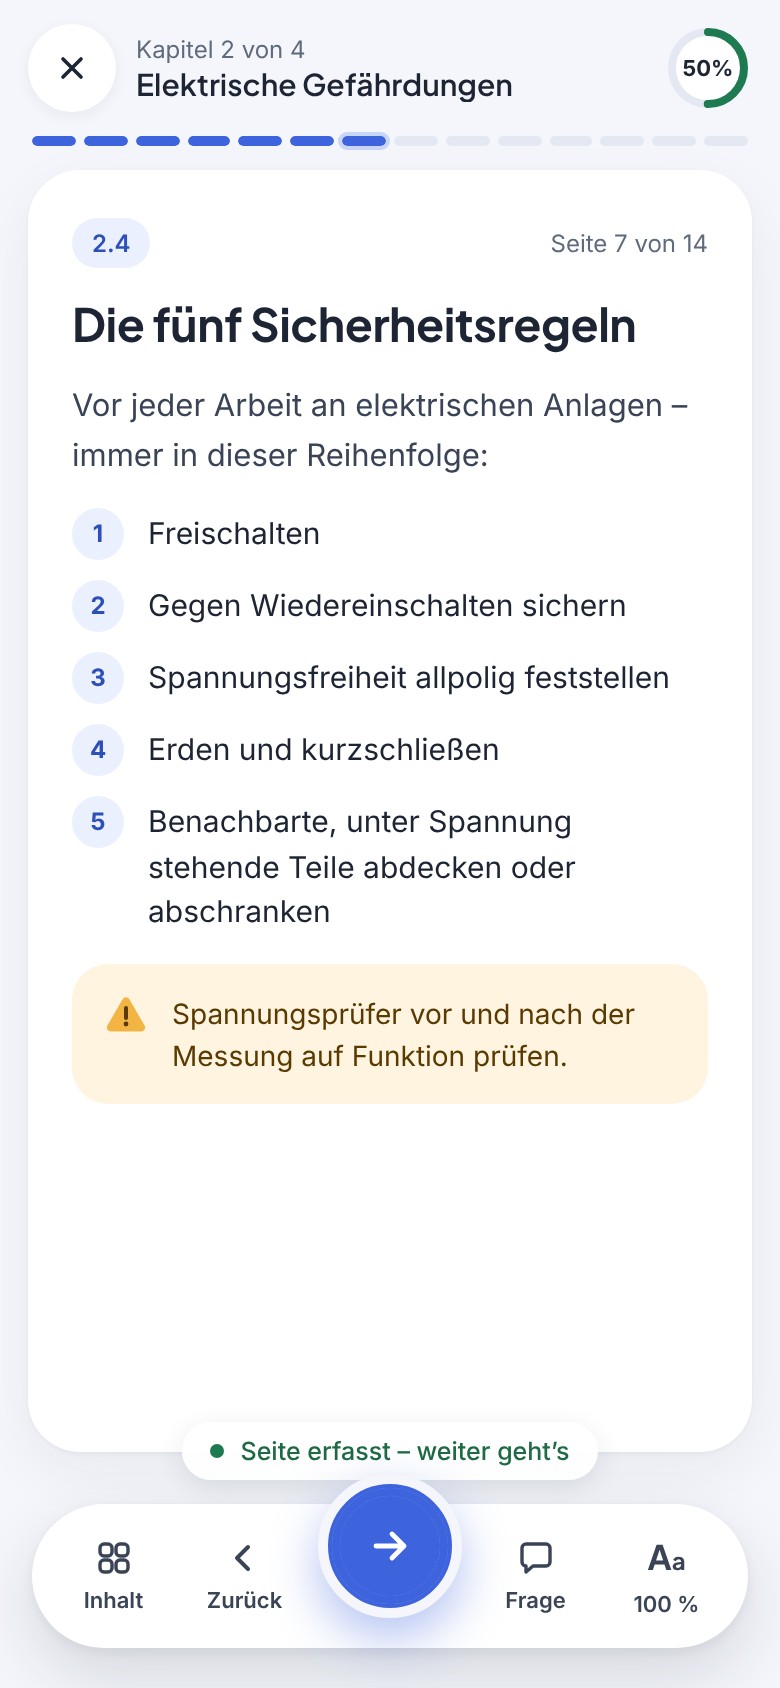 Kapitel 2 von 4
Elektrische Gefährdungen
50%
2.4
Seite 7 von 14
Die fünf Sicherheitsregeln
Vor jeder Arbeit an elektrischen Anlagen –
immer in dieser Reihenfolge:
1 Freischalten
2 Gegen Wiedereinschalten sichern
3 Spannungsfreiheit allpolig feststellen
4 Erden und kurzschließen
5 Benachbarte, unter Spannung
stehende Teile abdecken oder
abschranken
Spannungsprüfer vor und nach der
Messung auf Funktion prüfen.
Seite erfasst – weiter geht’s
Inhalt
Zurück
Frage
Aa
100 %